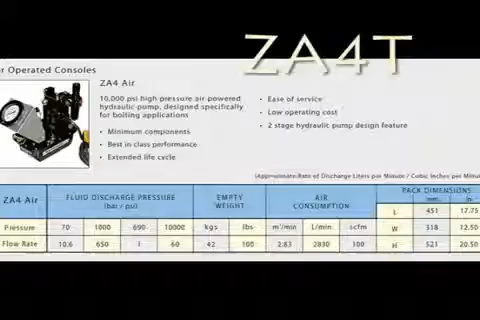 ZA4T
r Operated Consoles
ZA4 Air
10,000 psi high pressure air powered
hydraulic pump, designed specifically
for bolting applications
• Minimum components
• Best in class performance
• Extended life cycle
• Ease of service
• Low operating cost
• 2 stage hydraulic pump design feature
(Approximate Rate of Discharge Liters per Minute / Cubic Inches per Min
ZA4 Air FLUID DISCHARGE PRESSURE (bar / psi) EMPTY WEIGHT AIR CONSUMPTION PACK DIMENSIONS
mm. in
L 451 17.75
Pressure 70 1000 690 10000 kgs lbs m³/min L/min scfm W 318 12.50
Flow Rate 10.6 650 1 60 42 100 2.83 2830 100 H 521 20.50